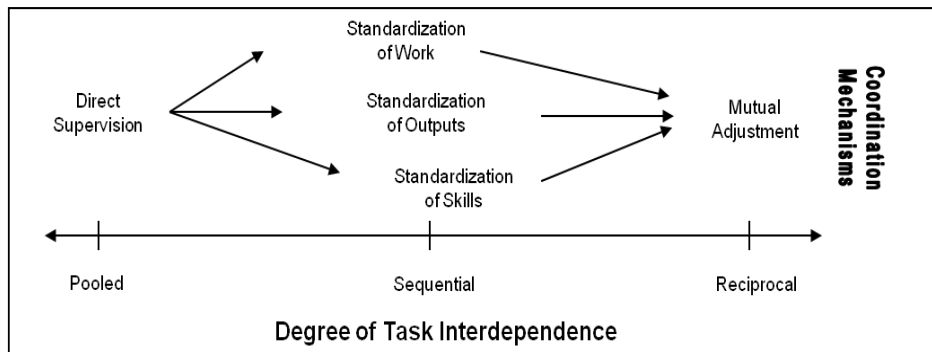 Standardization
of Work
Direct
Supervision
Standardization
of Outputs
Mutual
Adjustment
Standardization
of Skills
Coordination
Mechanisms
Pooled
Sequential
Reciprocal
Degree of Task Interdependence